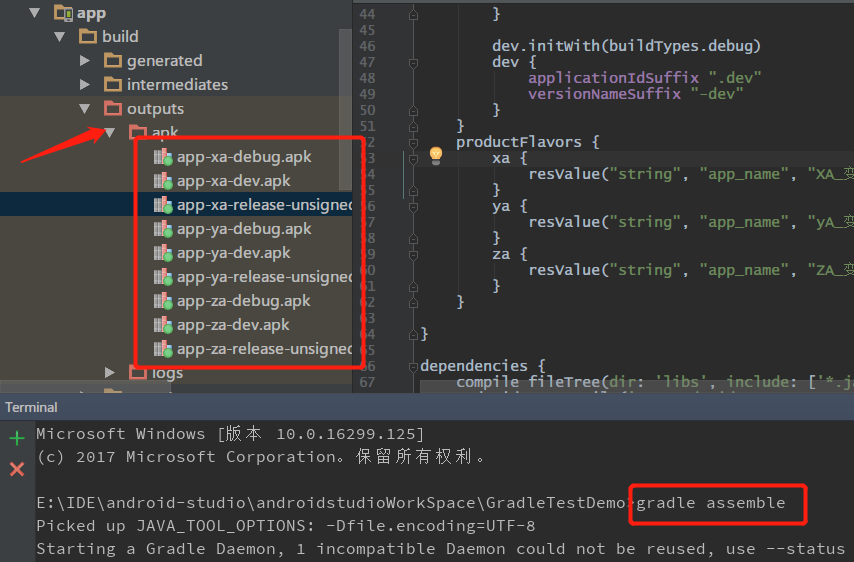 app
build
generated
intermediates
outputs
apk
app-xa-debug.apk
app-xa-dev.apk
app-xa-release-unsigned
app-ya-debug.apk
app-ya-dev.apk
app-ya-release-unsigned
app-za-debug.apk
app-za-dev.apk
app-za-release-unsigned
logs
44 }
45
46 dev.initWith(buildTypes.debug)
47 dev {
48 applicationIdSuffix ".dev"
49 versionNameSuffix "-dev"
50 }
51 }
52 productFlavors {
53 xa {
54 resValue("string", "app_name", "XA_变
55 }
56 ya {
57 resValue("string", "app_name", "yA_变
58 }
59 za {
60 resValue("string", "app_name", "ZA_变
61 }
62 }
63
64 }
65
66 dependencies {
67 compile fileTree(dir: 'libs', include: ['*.ja
Terminal
Microsoft Windows [版本 10.0.16299.125]
(c) 2017 Microsoft Corporation。保留所有权利。
E:\IDE\android-studio\androidstudioWorkSpace\GradleTestDemo>gradle assemble
Picked up JAVA_TOOL_OPTIONS: -Dfile.encoding=UTF-8
Starting a Gradle Daemon, 1 incompatible Daemon could not be reused, use --status